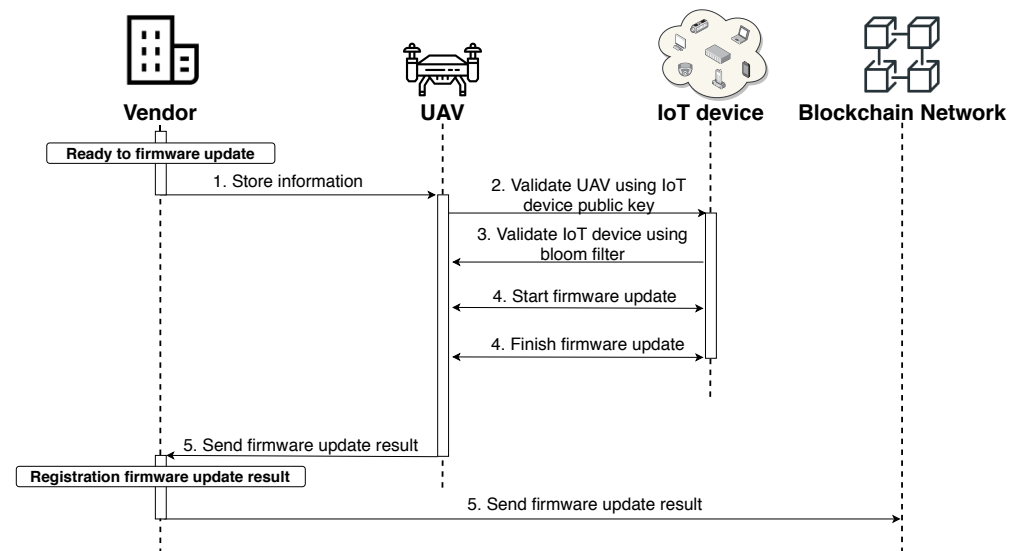 Vendor
UAV
IoT device
Blockchain Network
Ready to firmware update
1. Store information
2. Validate UAV using IoT
device public key
3. Validate IoT device using
bloom filter
4. Start firmware update
4. Finish firmware update
5. Send firmware update result
Registration firmware update result
5. Send firmware update result